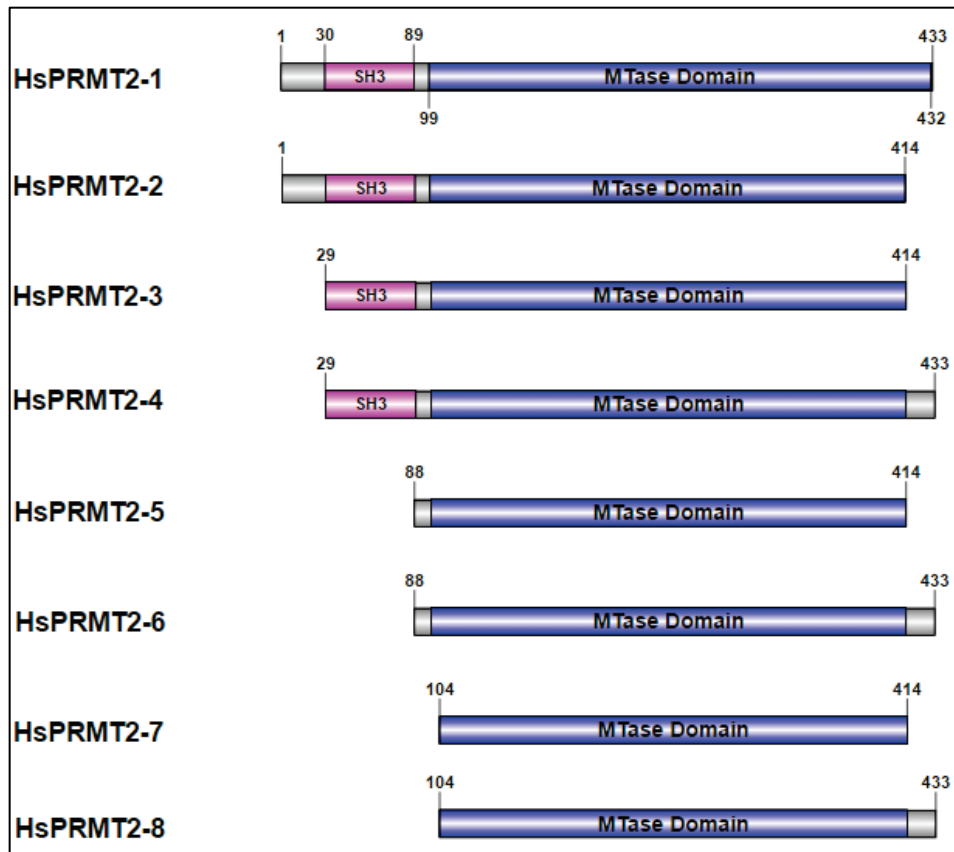 1 30 89 433
HsPRMT2-1 SH3 MTase Domain
99 432
1 414
HsPRMT2-2 SH3 MTase Domain
29 414
HsPRMT2-3 SH3 MTase Domain
29 433
HsPRMT2-4 SH3 MTase Domain
88 414
HsPRMT2-5 MTase Domain
88 433
HsPRMT2-6 MTase Domain
104 414
HsPRMT2-7 MTase Domain
104 433
HsPRMT2-8 MTase Domain